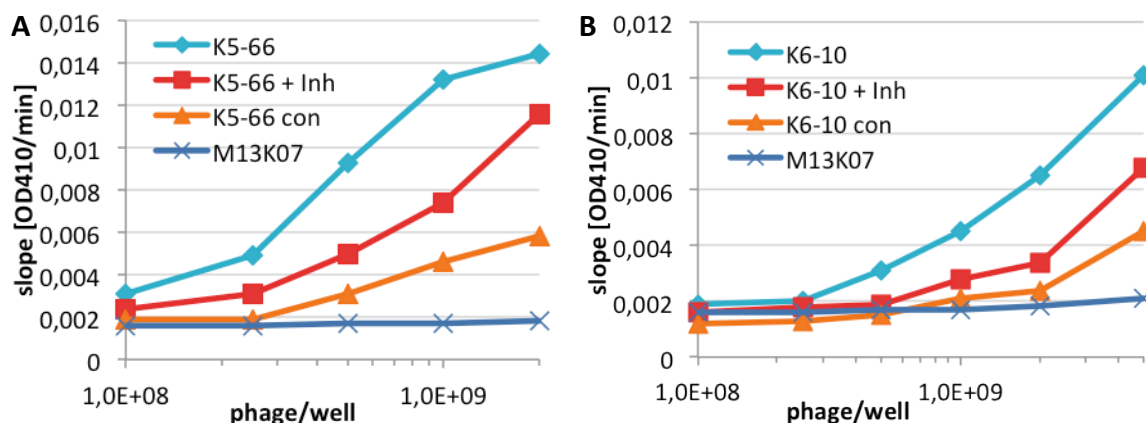 A
0,016
0,014
0,012
0,01
0,008
0,006
0,004
0,002
0
slope [OD410/min]
K5-66
K5-66 + Inh
K5-66 con
M13K07
1,0E+08
1,0E+09
phage/well
B
0,012
0,01
0,008
0,006
0,004
0,002
0
slope [OD410/min]
K6-10
K6-10 + Inh
K6-10 con
M13K07
1,0E+08
1,0E+09
phage/well